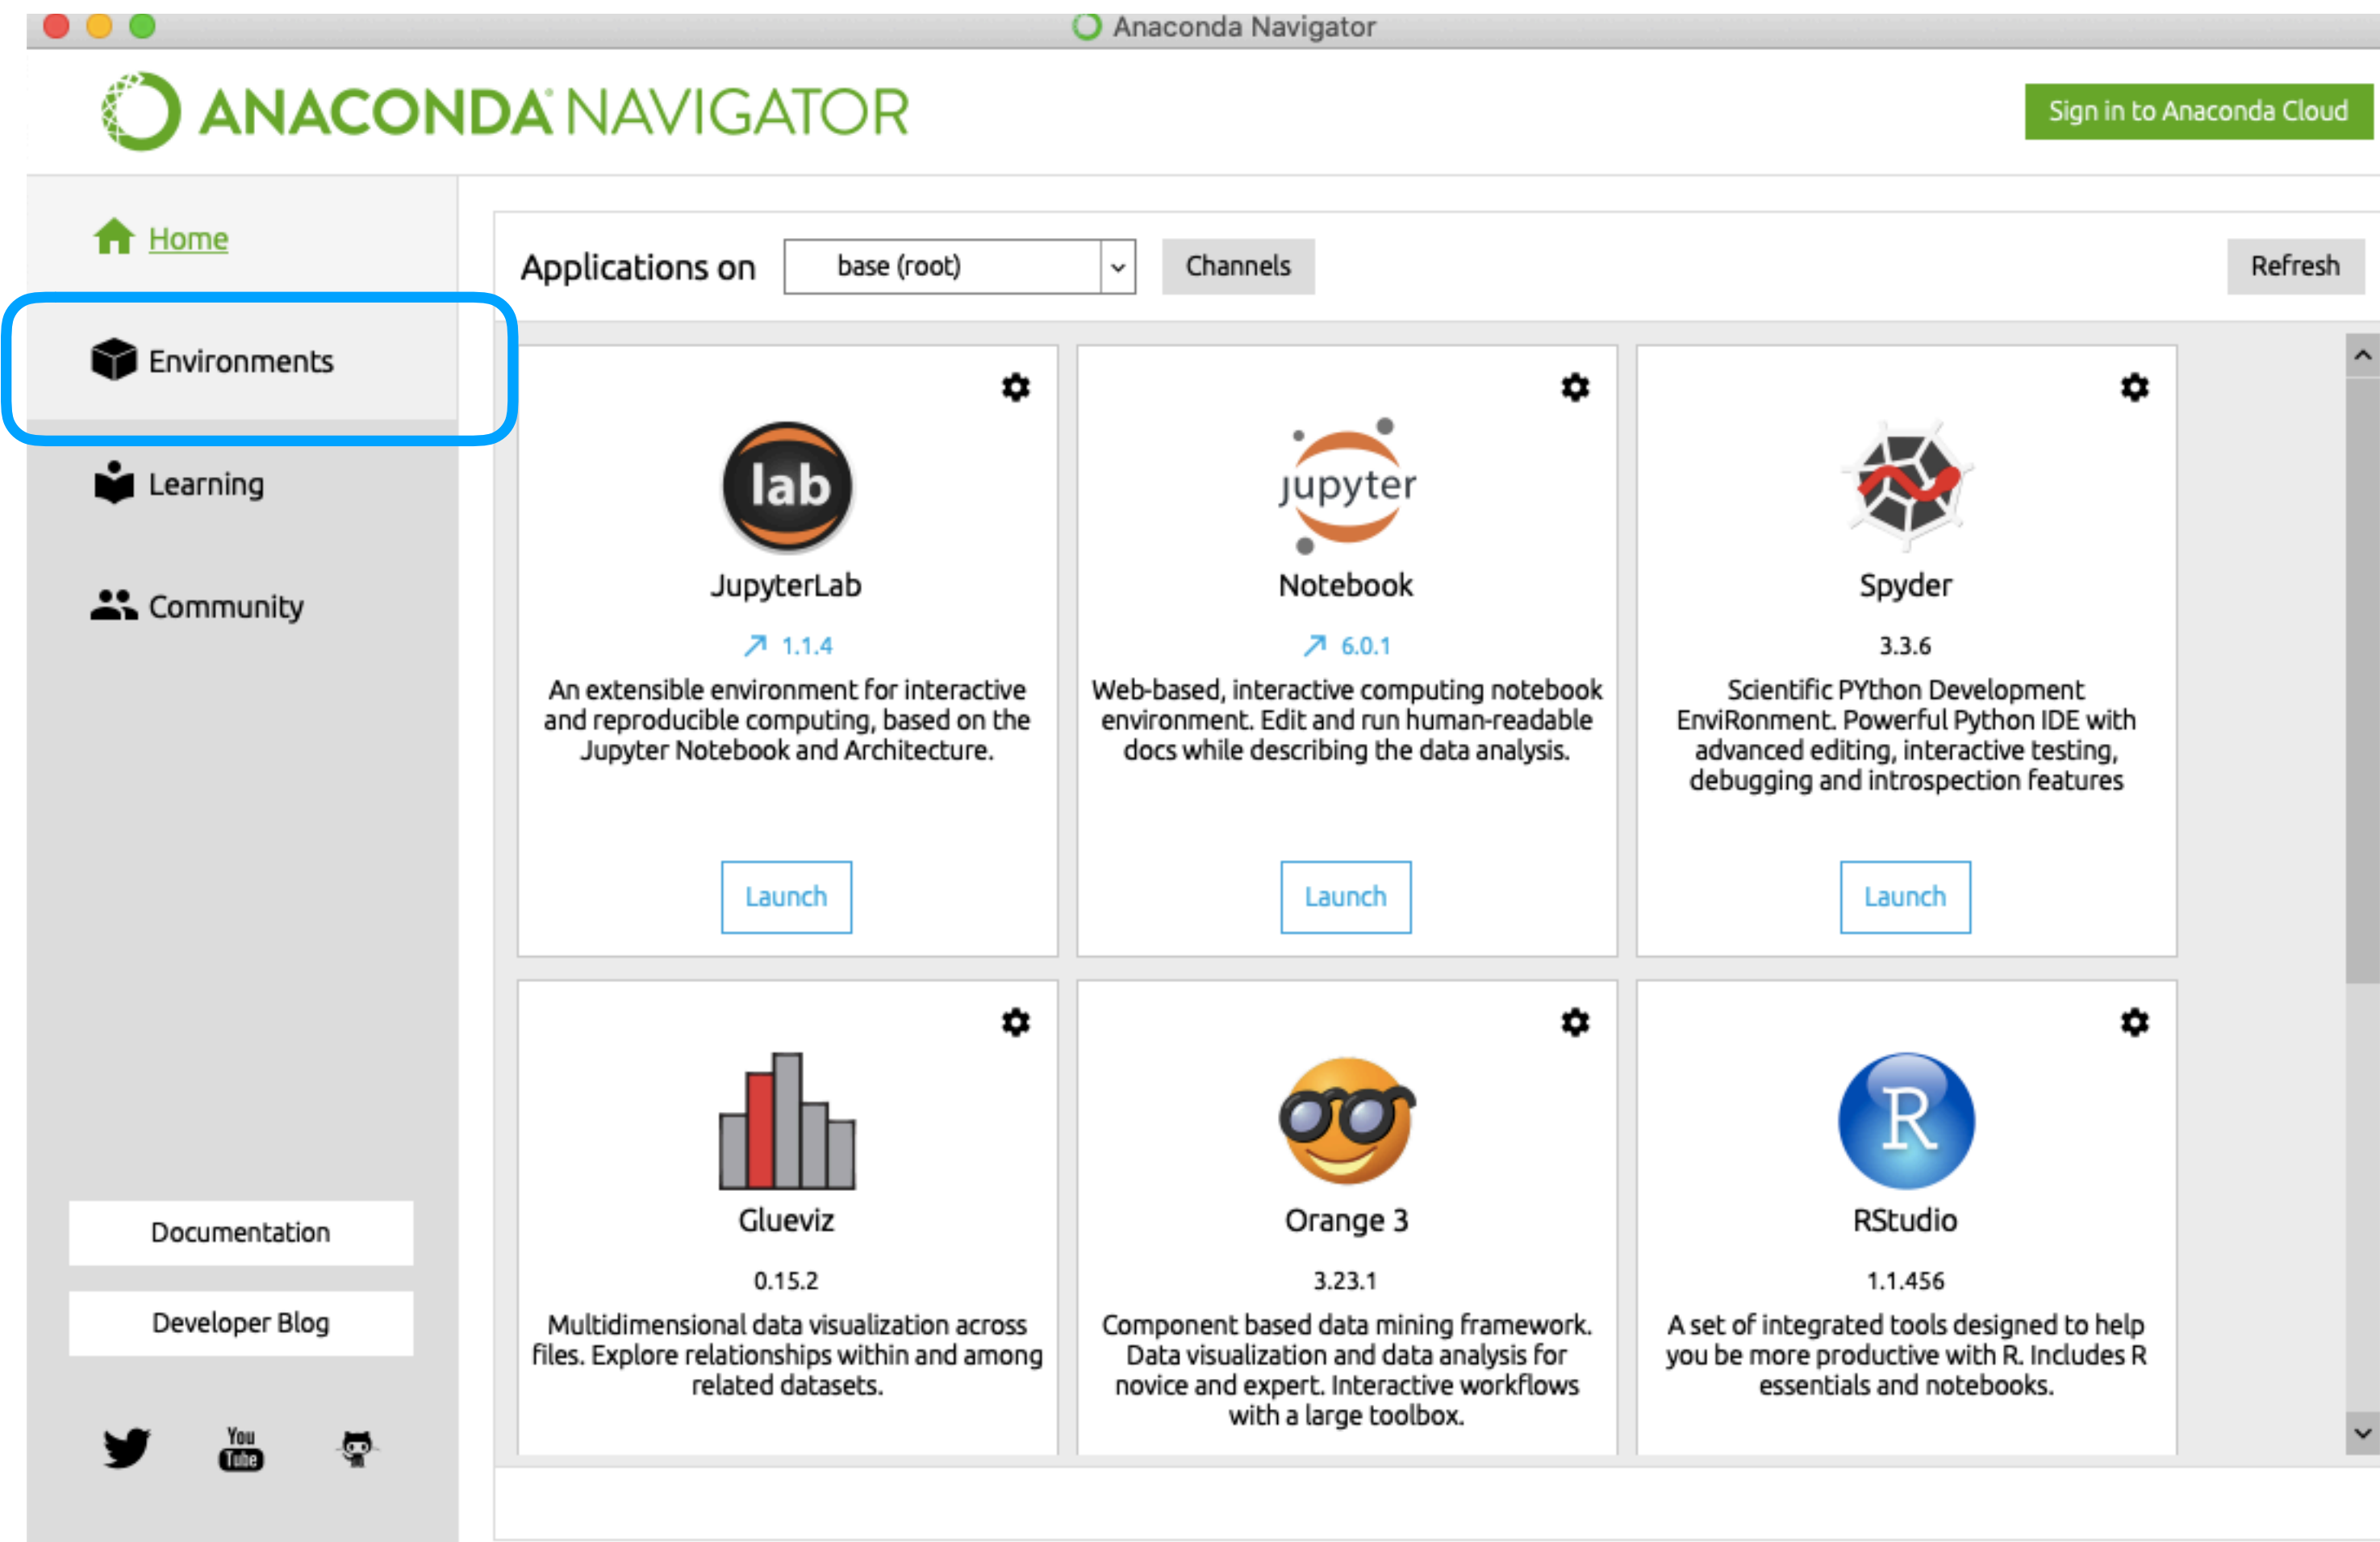 Anaconda Navigator
ANACONDA NAVIGATOR
Sign in to Anaconda Cloud
Home
Environments
Learning
Community
Documentation
Developer Blog
You
Tube
Applications on
base (root)
Channels
Refresh
lab
JupyterLab
1.1.4
An extensible environment for interactive
and reproducible computing, based on the
Jupyter Notebook and Architecture.
Launch
jupyter
Notebook
6.0.1
Web-based, interactive computing notebook
environment. Edit and run human-readable
docs while describing the data analysis.
Launch
Spyder
3.3.6
Scientific PYthon Development
EnviRonment. Powerful Python IDE with
advanced editing, interactive testing,
debugging and introspection features
Launch
Glueviz
0.15.2
Multidimensional data visualization across
files. Explore relationships within and among
related datasets.
Orange 3
3.23.1
Component based data mining framework.
Data visualization and data analysis for
novice and expert. Interactive workflows
with a large toolbox.
R
RStudio
1.1.456
A set of integrated tools designed to help
you be more productive with R. Includes R
essentials and notebooks.